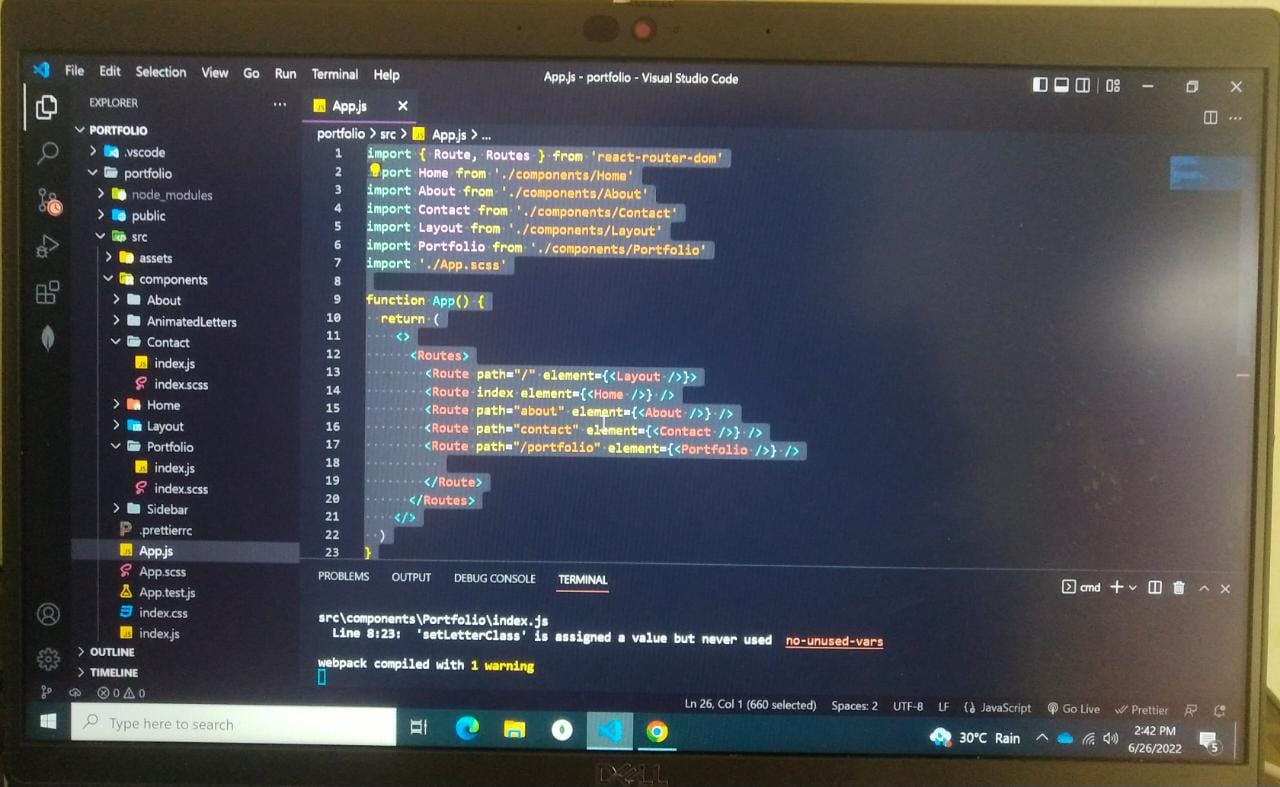 File Edit Selection View Go Run Terminal Help
App.js - portfolio - Visual Studio Code
EXPLORER
PORTFOLIO
.vscode
portfolio
node_modules
public
src
assets
components
About
AnimatedLetters
Contact
index.js
index.scss
Home
Layout
Portfolio
index.js
index.scss
Sidebar
.prettierrc
App.js
App.scss
App.test.js
index.css
index.js
OUTLINE
TIMELINE
JS App.js
portfolio > src > JS App.js > ...
1 import { Route, Routes } from 'react-router-dom'
2 port Home from './components/Home'
3 import About from './components/About'
4 import Contact from './components/Contact'
5 import Layout from './components/Layout'
6 import Portfolio from './components/Portfolio'
7 import './App.scss'
8
9 function App() {
10 return (
11 <>
12 <Routes>
13 <Route path="/" element={<Layout />}>
14 <Route index element={<Home />} />
15 <Route path="about" element={<About />} />
16 <Route path="contact" element={<Contact />} />
17 <Route path="/portfolio" element={<Portfolio />} />
18
19 </Route>
20 </Routes>
21 </>
22 )
23 }
PROBLEMS OUTPUT DEBUG CONSOLE TERMINAL
cmd
src\components\Portfolio\index.js
Line 8:23: 'setLetterClass' is assigned a value but never used no-unused-vars
webpack compiled with 1 warning
0 0
Ln 26, Col 1 (660 selected) Spaces: 2 UTF-8 LF JavaScript Go Live Prettier
Type here to search
30°C Rain
2:42 PM
6/26/2022
5
DELL